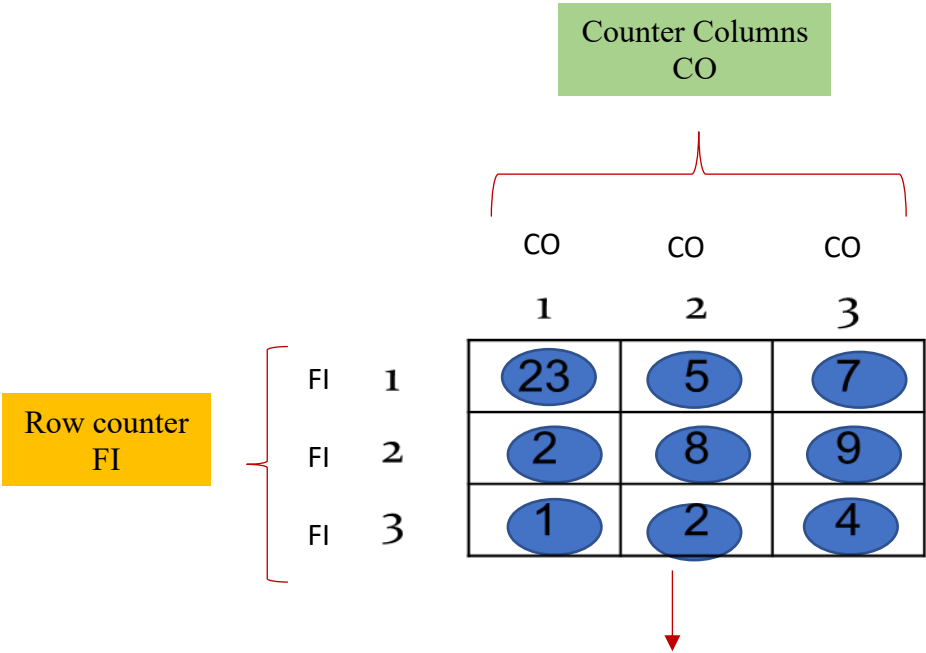 Counter Columns
CO
CO CO CO
1 2 3
FI 1 23 5 7
Row counter
FI
FI 2 2 8 9
FI 3 1 2 4